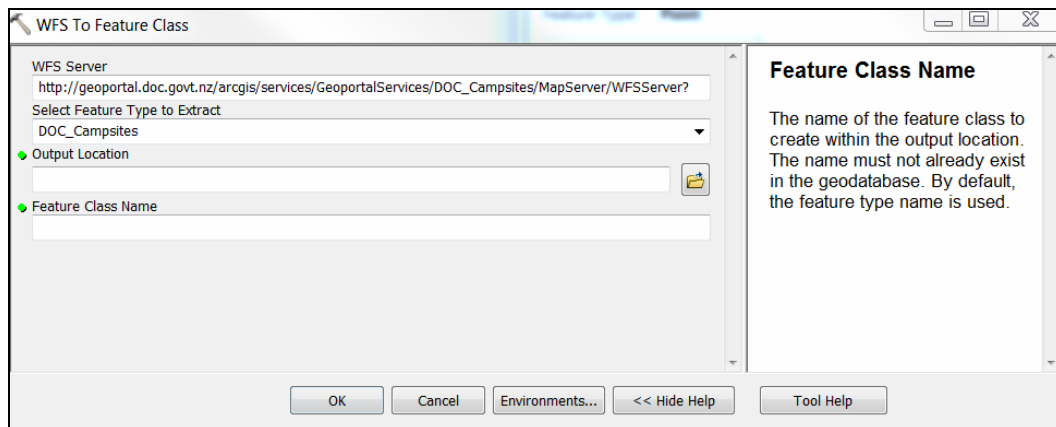 WFS To Feature Class
Feature Type Point
WFS Server
http://geoportal.doc.govt.nz/arcgis/services/GeoportalServices/DOC_Campsites/MapServer/WFSServer?
Select Feature Type to Extract
DOC_Campsites
Output Location
Feature Class Name
Feature Class Name
The name of the feature class to
create within the output location.
The name must not already exist
in the geodatabase. By default,
the feature type name is used.
OK
Cancel
Environments...
<< Hide Help
Tool Help